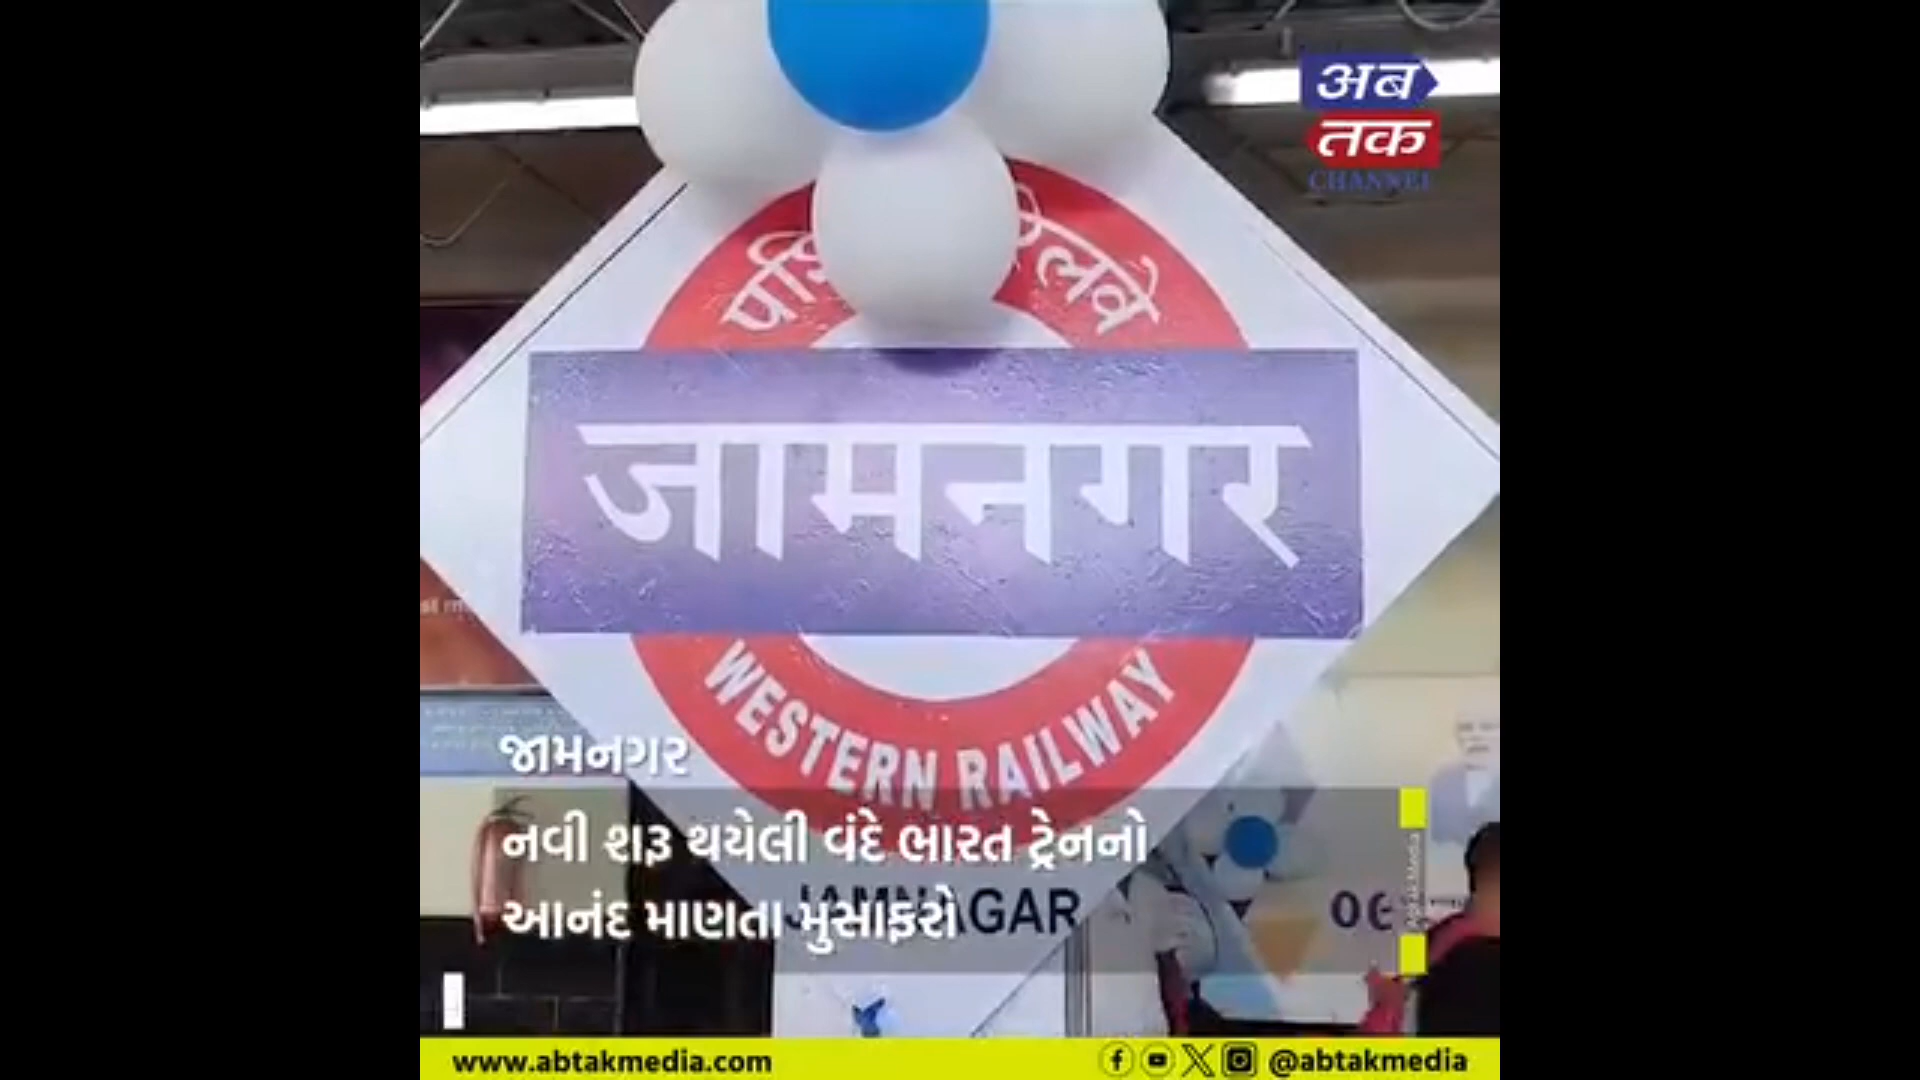 अब
तक
CHANNEL
जामनगर
WESTERN RAILWAY
જામનગર
નવી શરૂ થયેલી વંદે ભારત ટ્રેનનો
આનંદ માણતા મુસાફરો
JAMNAGAR
www.abtakmedia.com
@abtakmedia